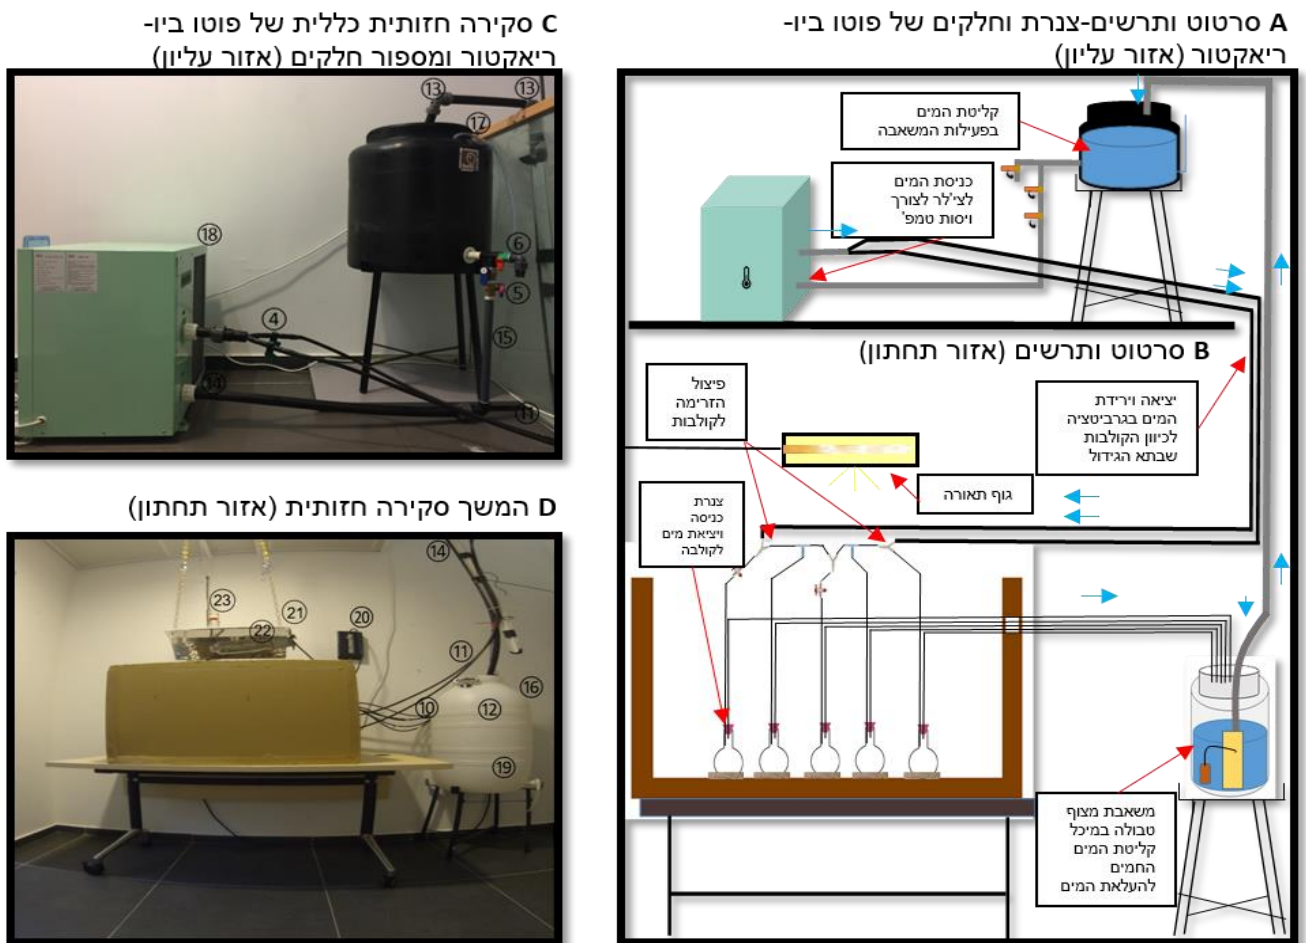 A סרטוט ותרשים-צנרת וחלקים של פוטו ביו-
ריאקטור (אזור עליון)
קליטת המים
בפעילות המשאבה
כניסת המים
לצי'לר לצורך
ויסות טמפ'
B סרטוט ותרשים (אזור תחתון)
פיצול
הזרימה
לקולבות
יציאה וירידת
המים בגרביטציה
לכיוון הקולבות
שבתא הגידול
גוף תאורה
צנרת
כניסה
ויציאת מים
לקולבה
משאבת מצוף
טבולה במיכל
קליטת המים
החמים
להעלאת המים
C סקירה חזותית כללית של פוטו ביו-
ריאקטור ומספור חלקים (אזור עליון)
13
13
17
18
6
5
4
15
14
11
D המשך סקירה חזותית (אזור תחתון)
14
23
21
20
22
11
16
10
12
19